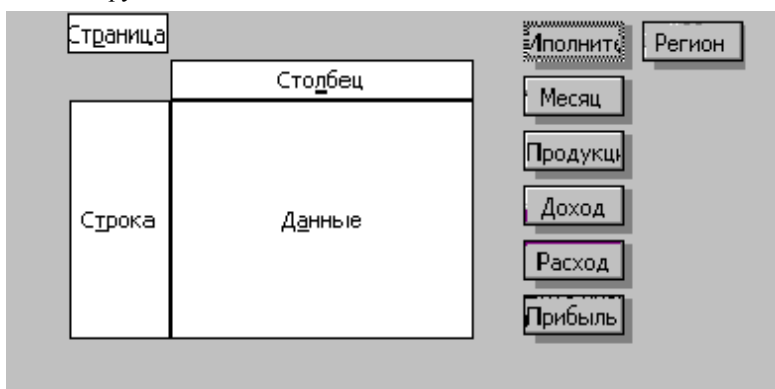 Страница
Столбец
Строка
Данные
Иполните
Регион
Месяц
Продукци
Доход
Расход
Прибыль